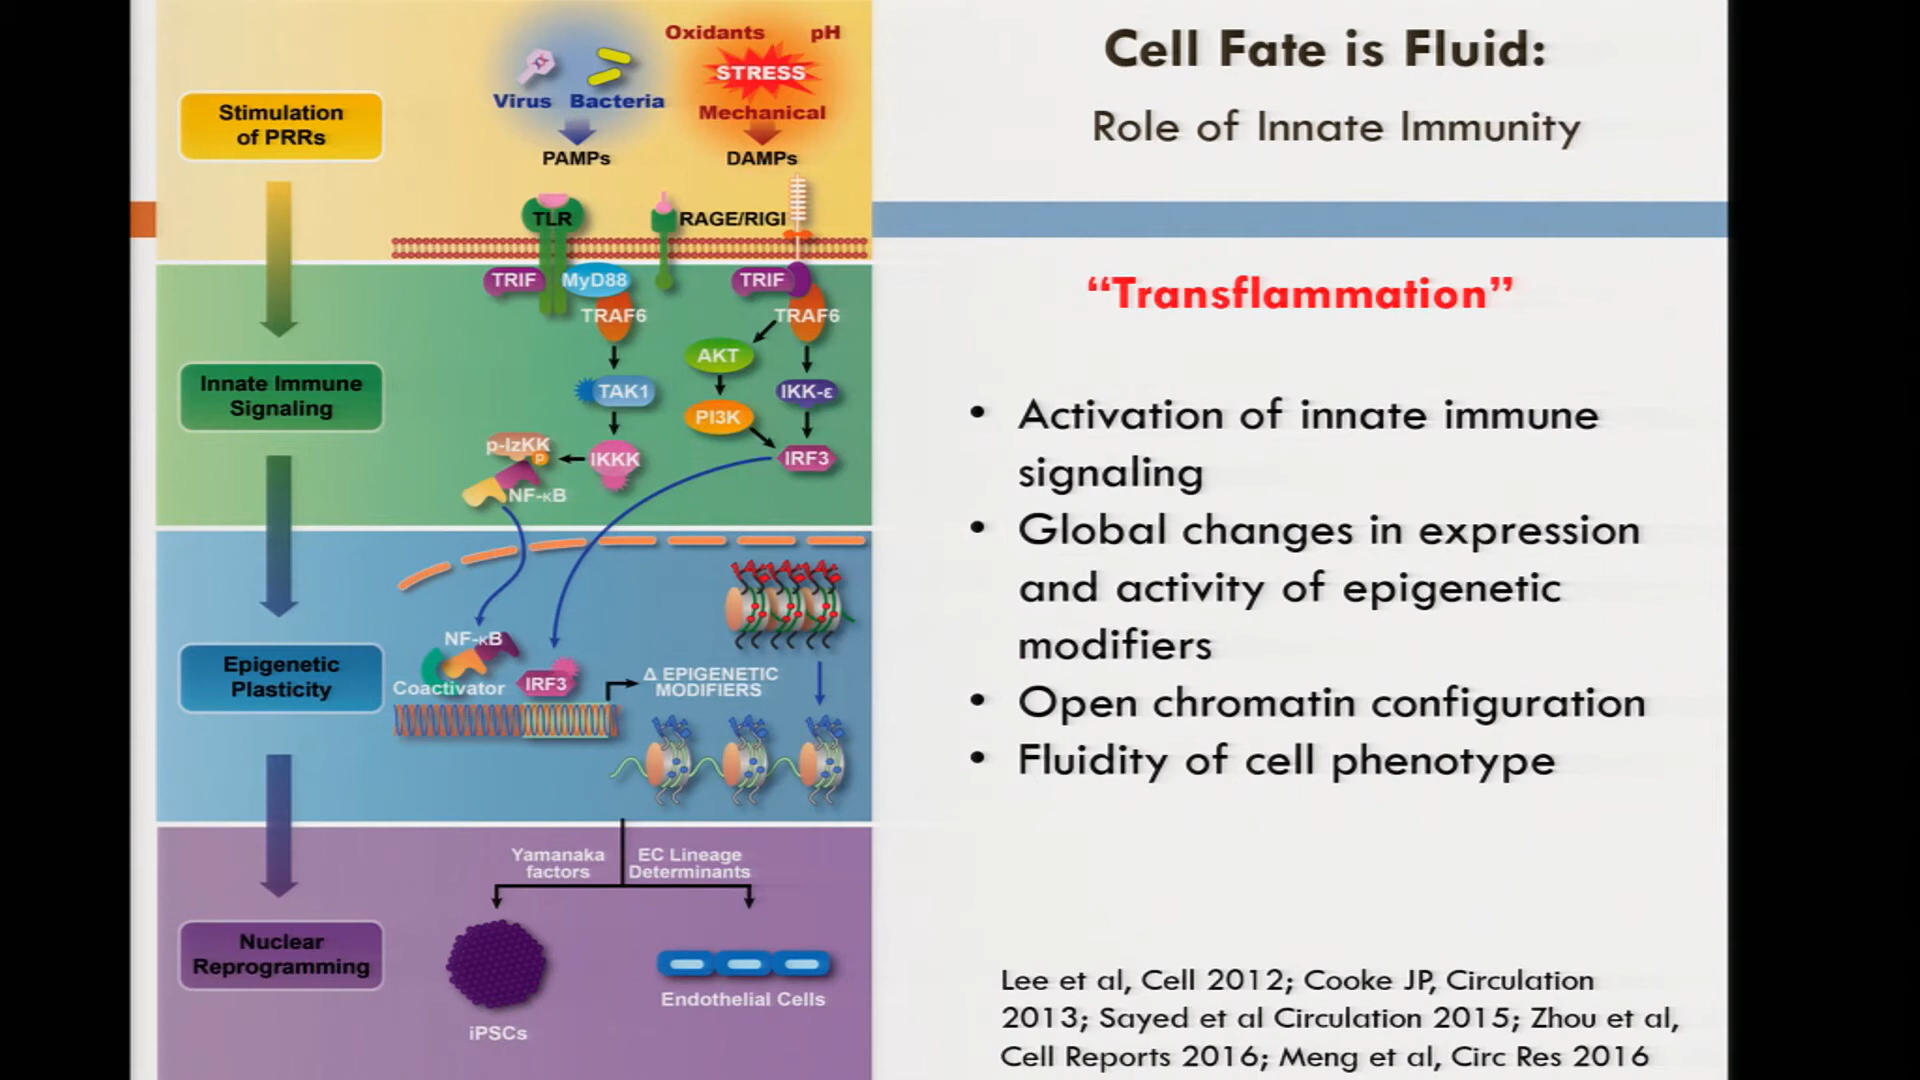 Cell Fate is Fluid:
Role of Innate Immunity
Stimulation
of PRRs
Innate Immune
Signaling
Epigenetic
Plasticity
Nuclear
Reprogramming
Oxidants pH
STRESS
Mechanical
Virus Bacteria
PAMPs
DAMPs
TLR
RAGE/RIGI
TRIF
MyD88
TRIF
TRAF6
TRAF6
AKT
TAK1
IKK-ε
PI3K
p-IzKK
P
IKKK
IRF3
NF-κB
NF-κB
Coactivator
IRF3
Δ EPIGENETIC
MODIFIERS
Yamanaka
factors
EC Lineage
Determinants
iPSCs
Endothelial Cells
“Transflammation”
• Activation of innate immune
signaling
• Global changes in expression
and activity of epigenetic
modifiers
• Open chromatin configuration
• Fluidity of cell phenotype
Lee et al, Cell 2012; Cooke JP, Circulation
2013; Sayed et al Circulation 2015; Zhou et al,
Cell Reports 2016; Meng et al, Circ Res 2016